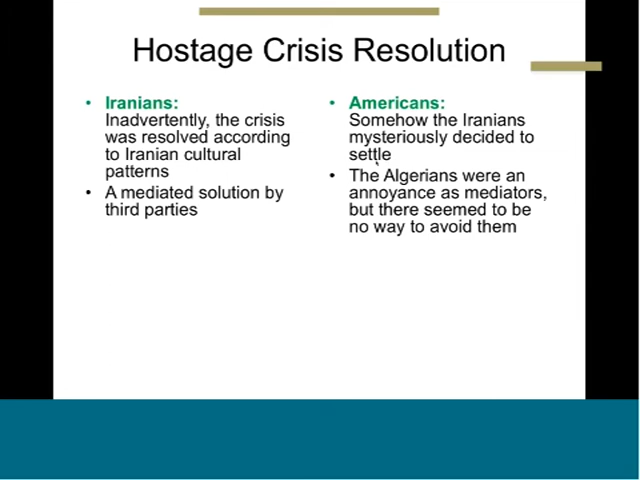 Hostage Crisis Resolution
• Iranians:
Inadvertently, the crisis
was resolved according
to Iranian cultural
patterns
• A mediated solution by
third parties
• Americans:
Somehow the Iranians
mysteriously decided to
settle
• The Algerians were an
annoyance as mediators,
but there seemed to be
no way to avoid them